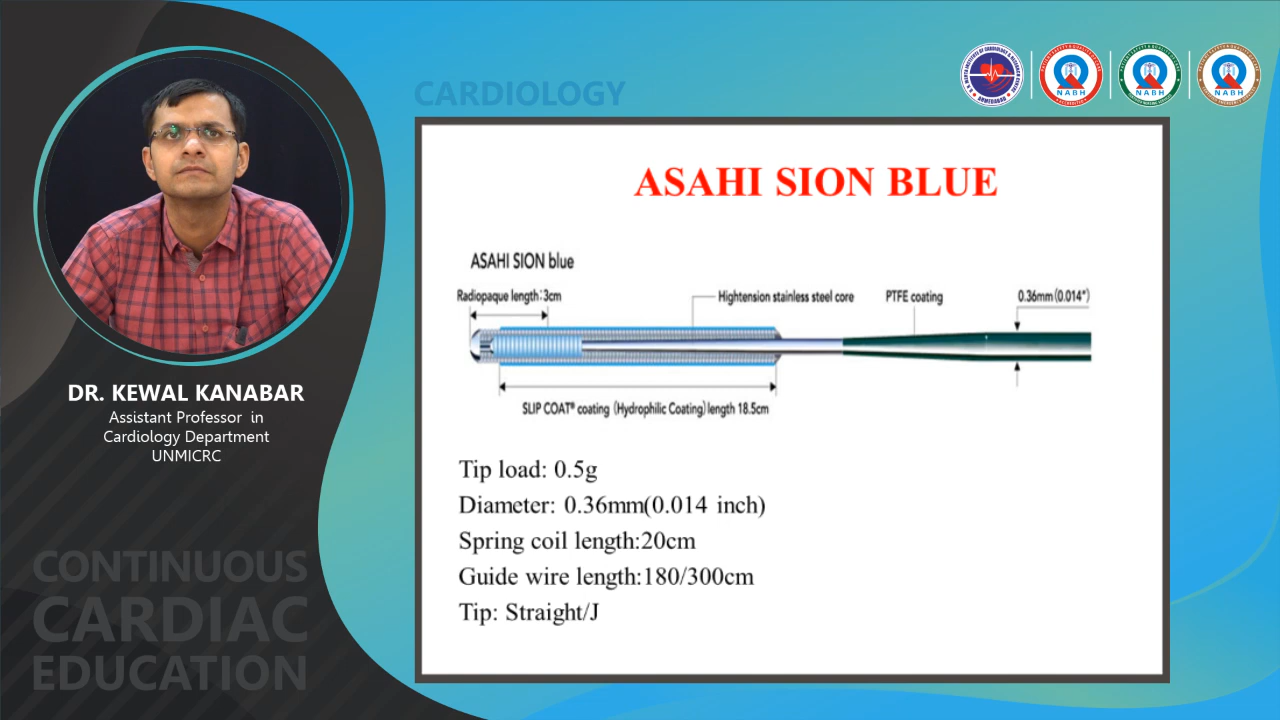 CARDIOLOGY
NABH
NABH
NABH
ASAHI SION BLUE
ASAHI SION blue
Radiopaque length:3cm
Hightension stainless steel core
PTFE coating
0.36mm(0.014")
SLIP COAT® coating (Hydrophilic Coating)length 18.5cm
Tip load: 0.5g
Diameter: 0.36mm(0.014 inch)
Spring coil length:20cm
Guide wire length:180/300cm
Tip: Straight/J
DR. KEWAL KANABAR
Assistant Professor in
Cardiology Department
UNMICRC
CONTINUOUS
CARDIAC
EDUCATION